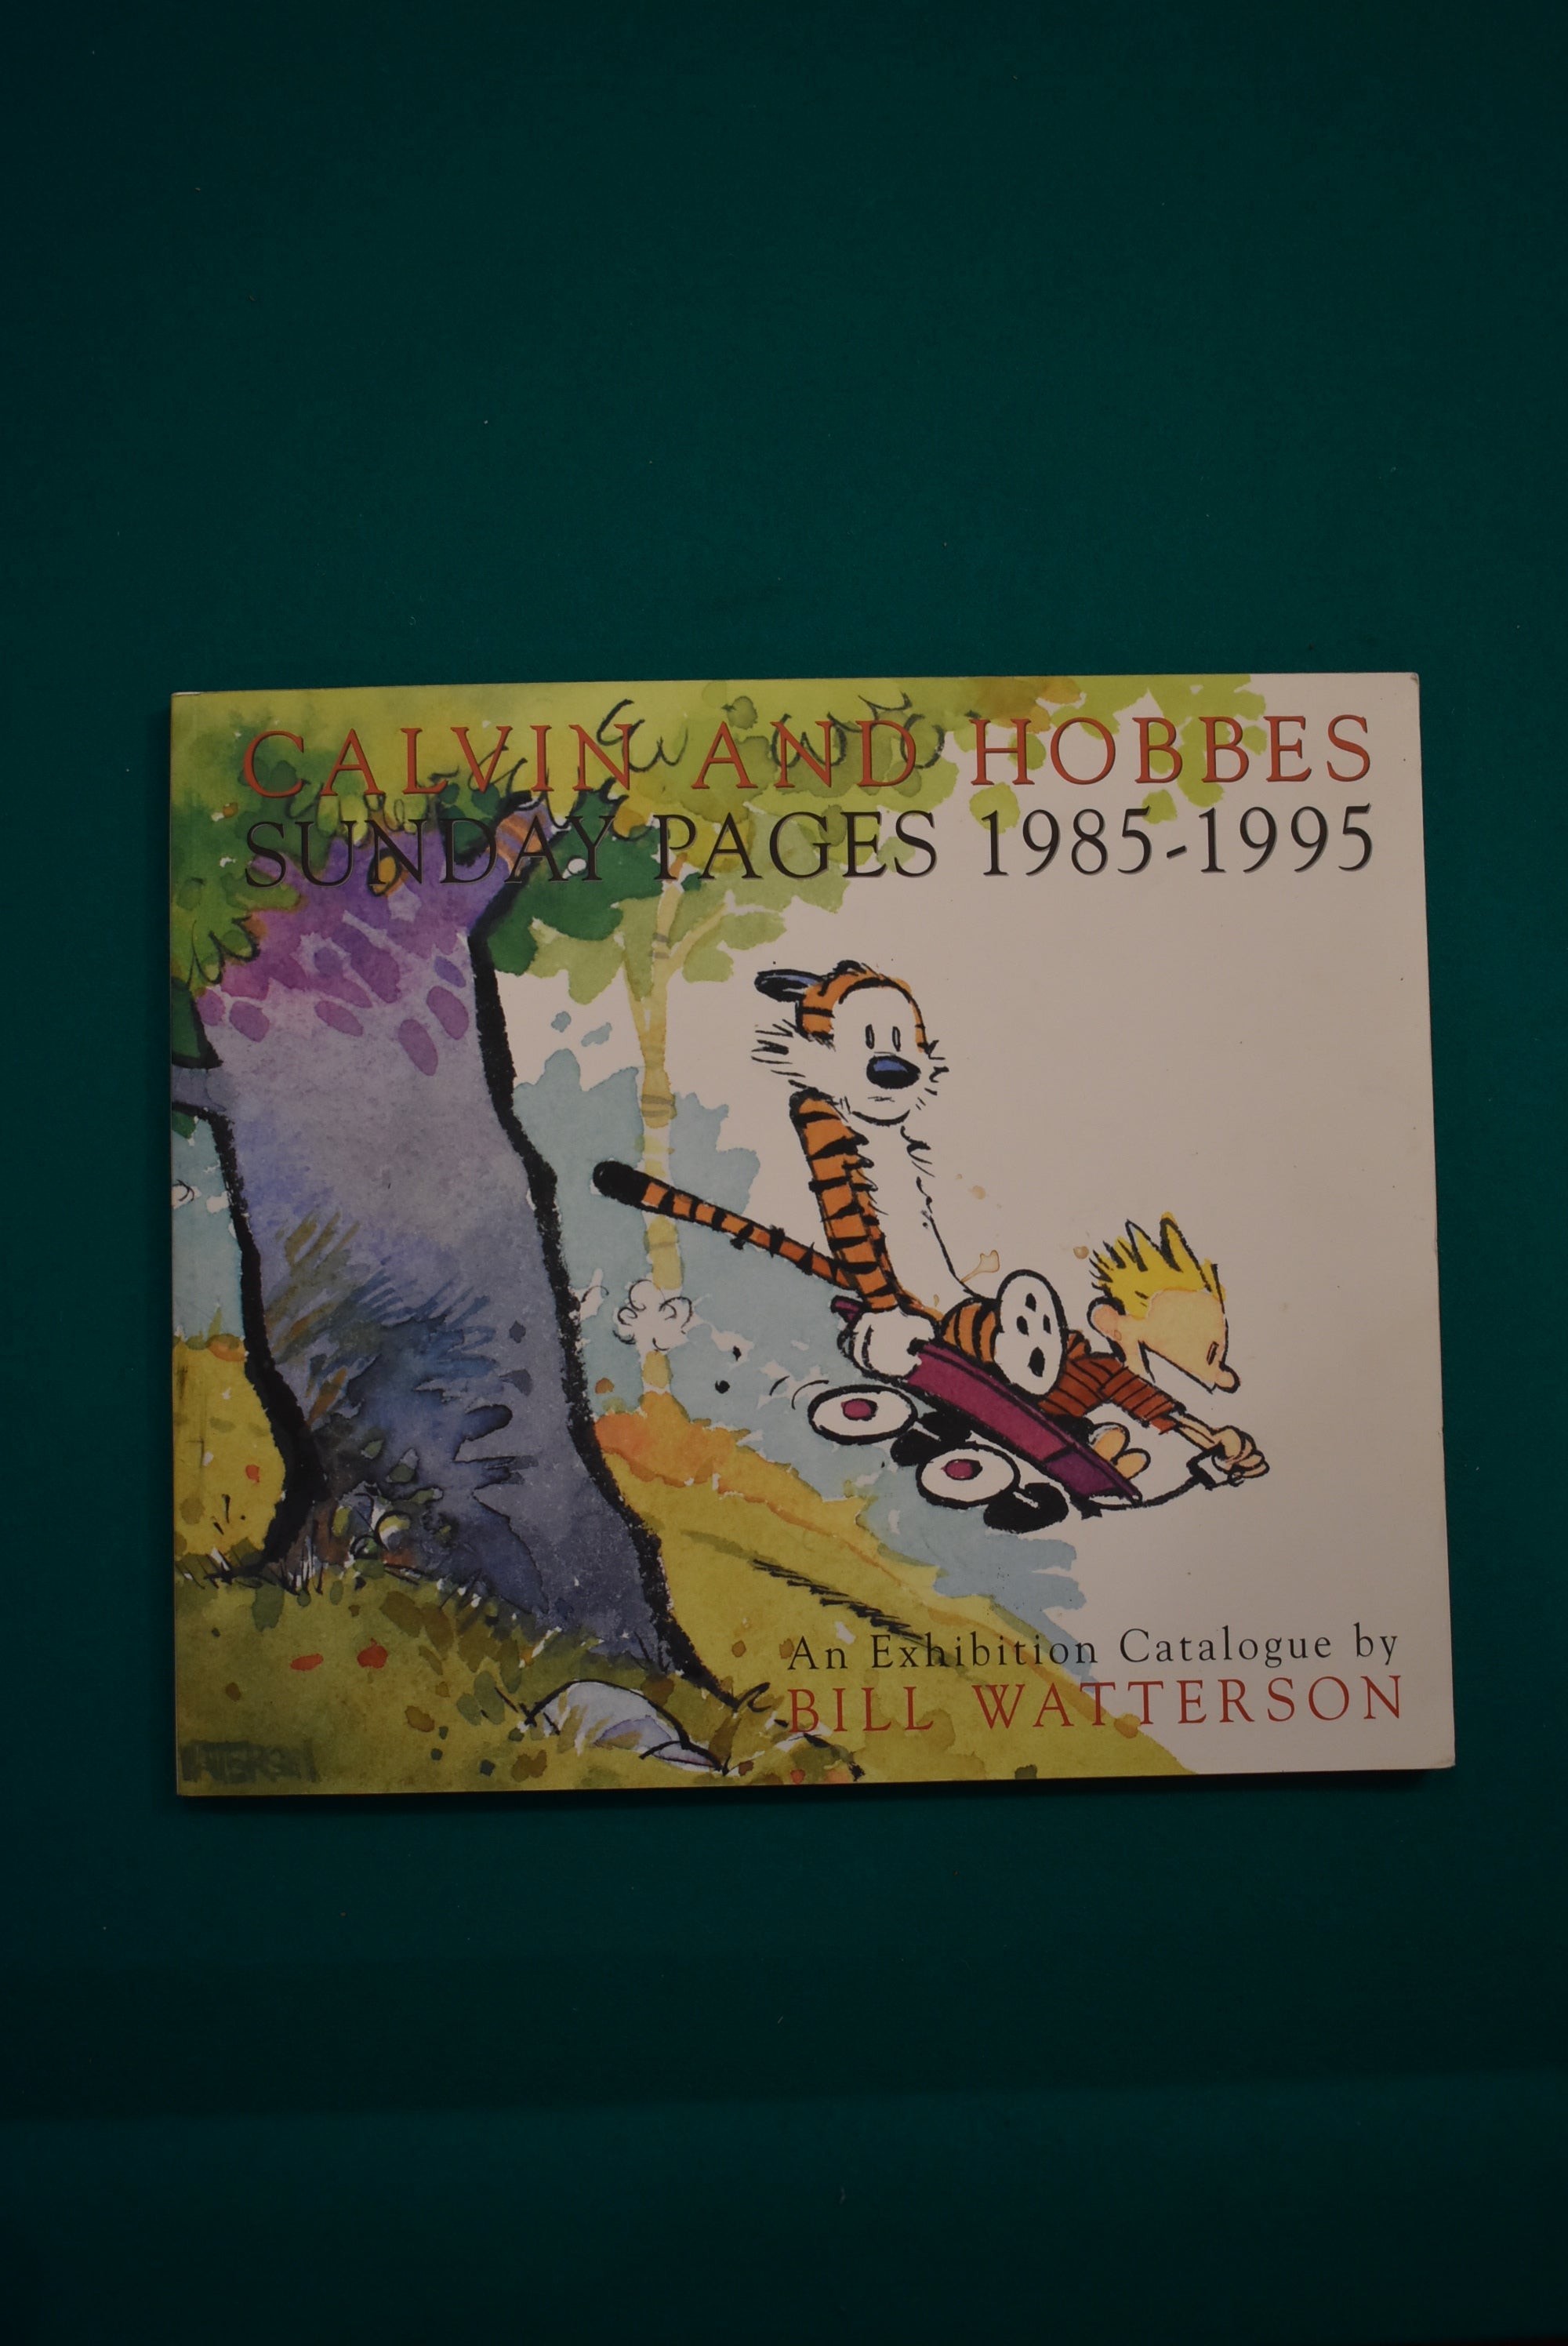 CALVIN AND HOBBES
SUNDAY PAGES 1985-1995
An Exhibition Catalogue by
BILL WATTERSON